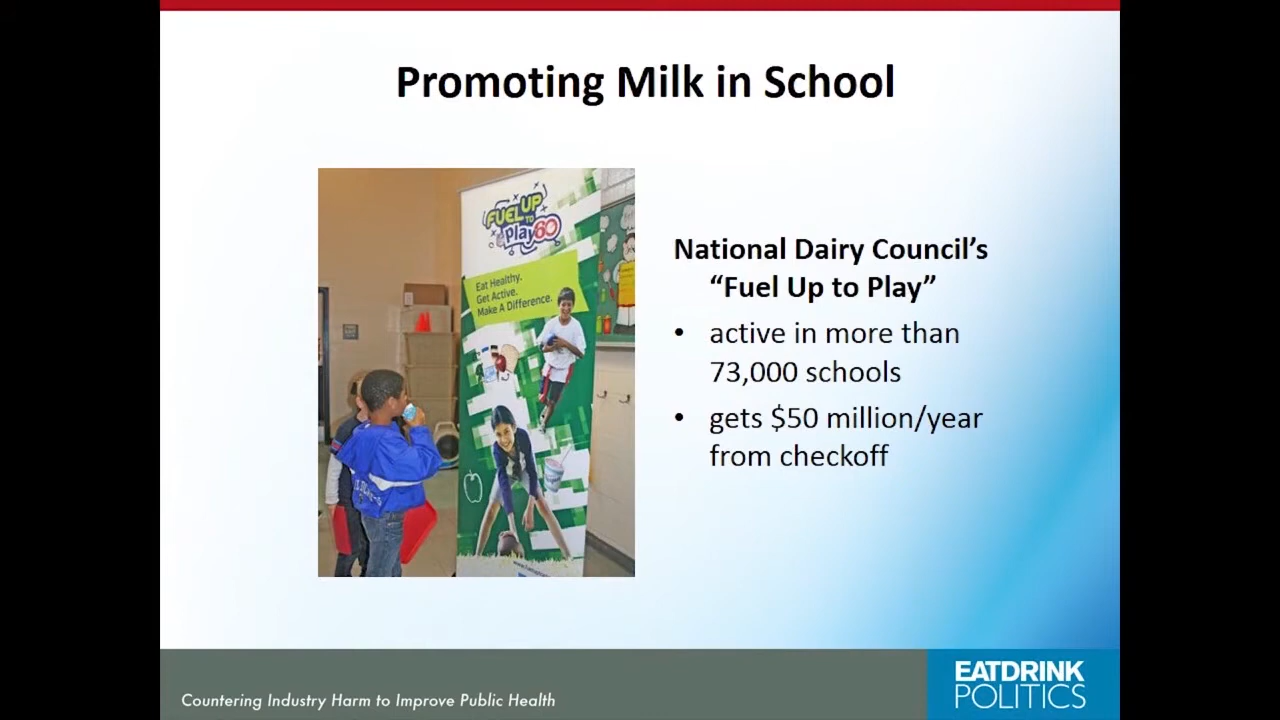 Promoting Milk in School
FUEL UP
TO
Play60
Eat Healthy.
Get Active.
Make A Difference.
National Dairy Council’s
“Fuel Up to Play”
• active in more than
73,000 schools
• gets $50 million/year
from checkoff
Countering Industry Harm to Improve Public Health
EATDRINK
POLITICS